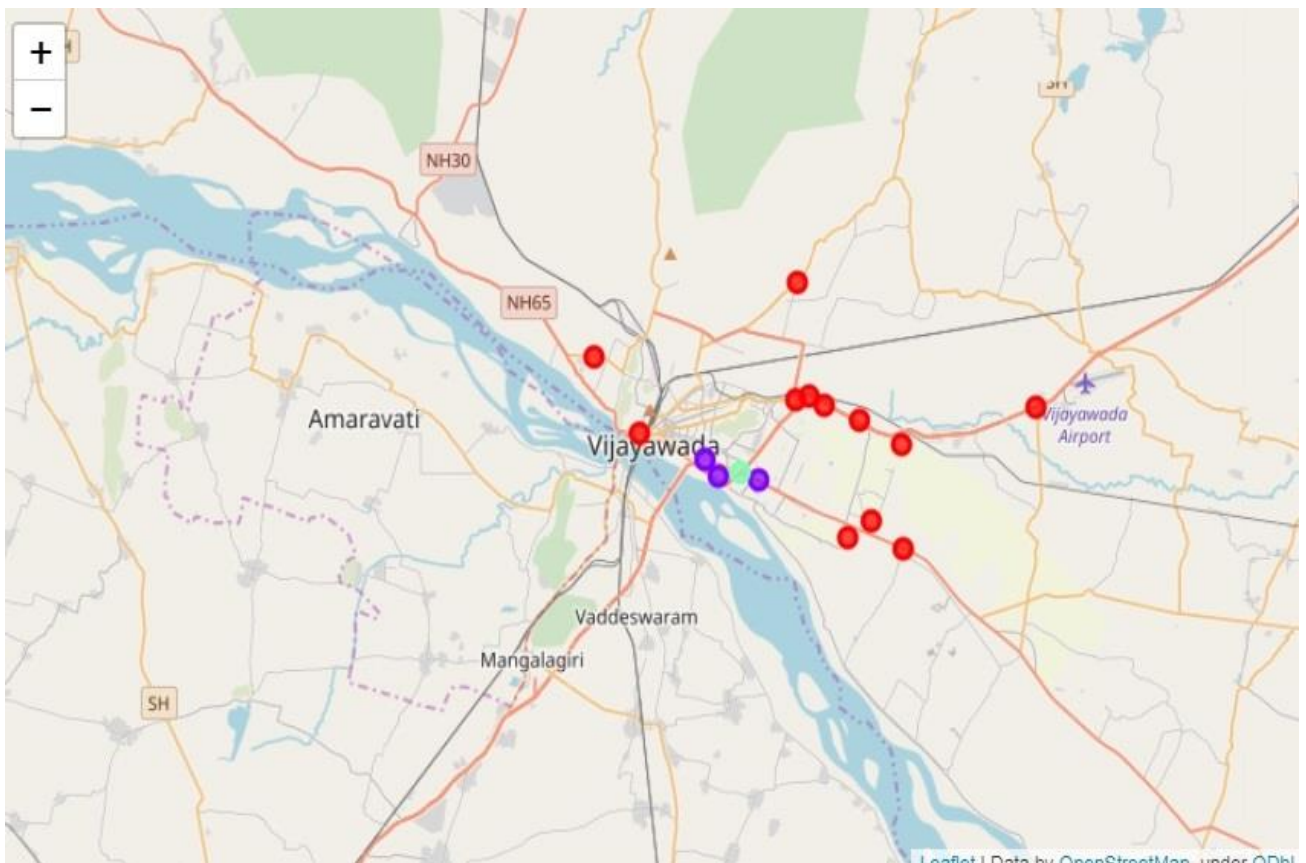 +
−
H
NH30
SH
NH65
Amaravati
Vijayawada
Vijayawada
Airport
Vaddeswaram
Mangalagiri
SH
Leaflet | Data by OpenStreetMap, under ODbL